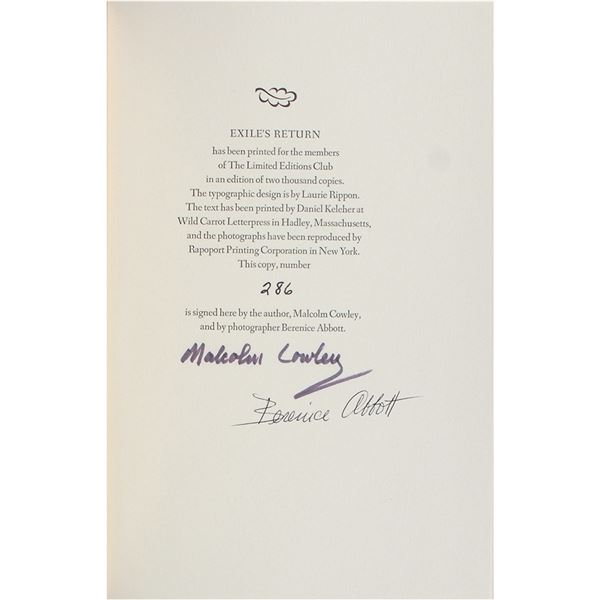 EXILE'S RETURN
has been printed for the members
of The Limited Editions Club
in an edition of two thousand copies.
The typographic design is by Laurie Rippon.
The text has been printed by Daniel Keleher at
Wild Carrot Letterpress in Hadley, Massachusetts,
and the photographs have been reproduced by
Rapoport Printing Corporation in New York.
This copy, number
286
is signed here by the author, Malcolm Cowley,
and by photographer Berenice Abbott.
Malcolm Cowley
Berenice Abbott